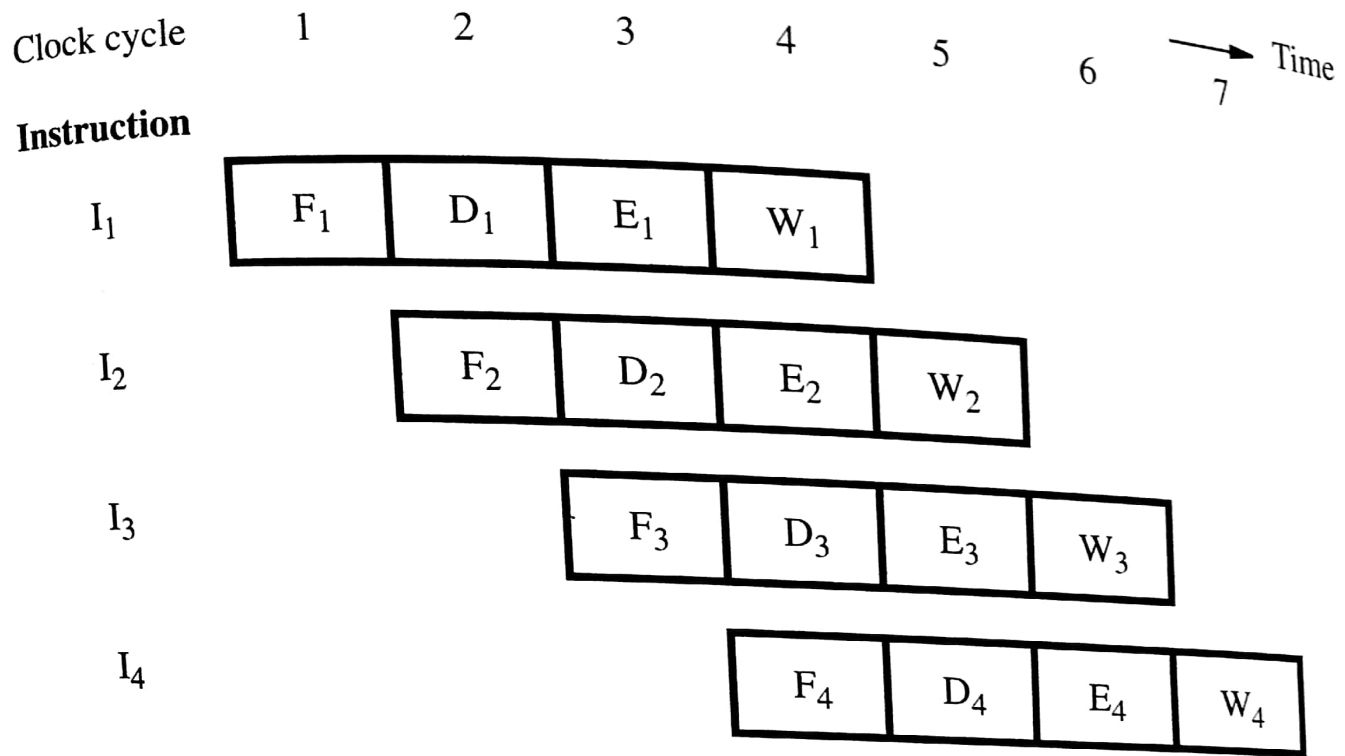 Clock cycle 1 2 3 4 5 6 7 Time
Instruction
I₁ F₁ D₁ E₁ W₁
I₂ F₂ D₂ E₂ W₂
I₃ F₃ D₃ E₃ W₃
I₄ F₄ D₄ E₄ W₄